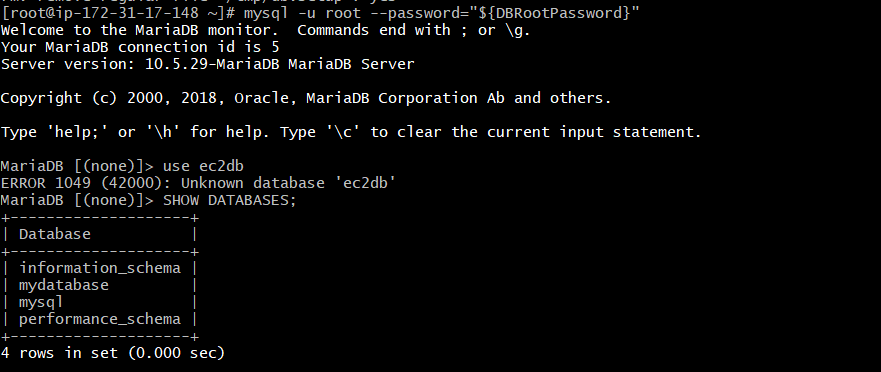 [root@ip-172-31-17-148 ~]# mysql -u root --password="${DBRootPassword}"
Welcome to the MariaDB monitor.  Commands end with ; or \g.
Your MariaDB connection id is 5
Server version: 10.5.29-MariaDB MariaDB Server

Copyright (c) 2000, 2018, Oracle, MariaDB Corporation Ab and others.

Type 'help;' or '\h' for help. Type '\c' to clear the current input statement.

MariaDB [(none)]> use ec2db
ERROR 1049 (42000): Unknown database 'ec2db'
MariaDB [(none)]> SHOW DATABASES;
+--------------------+
| Database           |
+--------------------+
| information_schema |
| mydatabase         |
| mysql              |
| performance_schema |
+--------------------+
4 rows in set (0.000 sec)